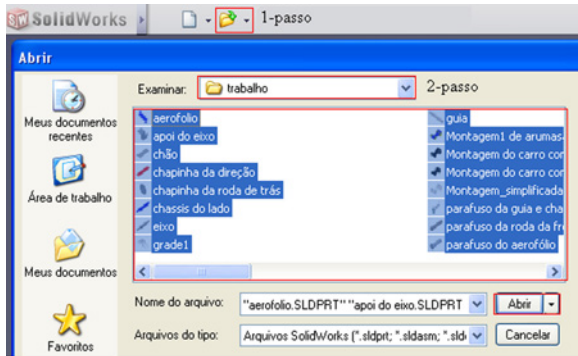 SolidWorks 1-passo
Abrir
Examinar: trabalho 2-passo
Meus documentos recentes
Área de trabalho
Meus documentos
Favoritos
aerofolio
apoi do eixo
chão
chapinha da direção
chapinha da roda de trás
chassis do lado
eixo
grade1
guia
Montagem1 de arumas
Montagem do carro cor
Montagem do carro cor
Montagem_simplificada
parafuso da guia e cha
parafuso da roda da fr
parafuso do aerofólio
Nome do arquivo: "aerofolio.SLDPRT" "apoi do eixo.SLDPRT Abrir
Arquivos do tipo: Arquivos SolidWorks (*.sldprt; *.sldasm; *.sld Cancelar